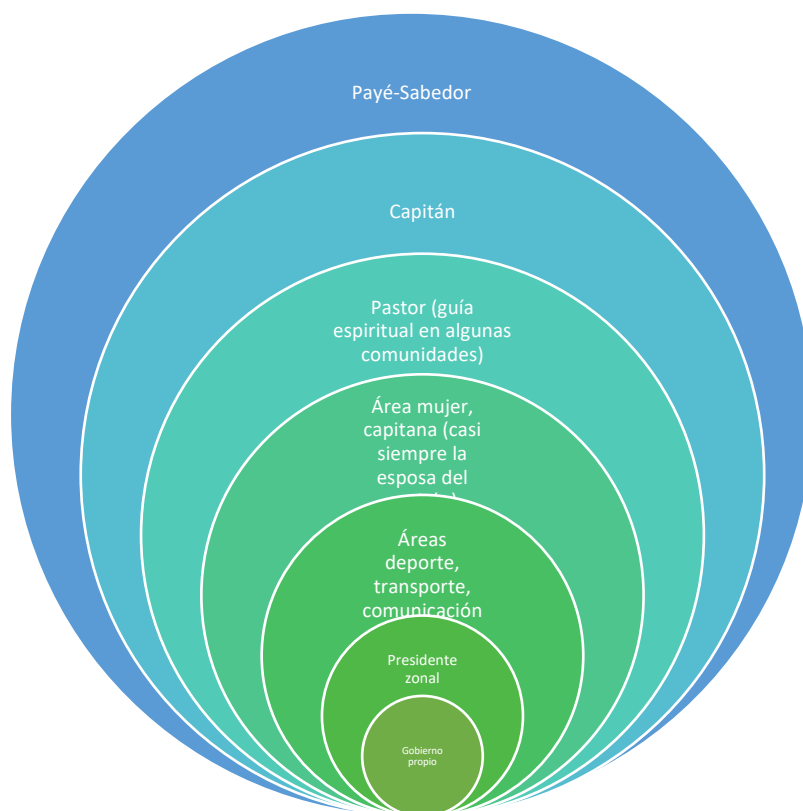 Payé-Sabedor
Capitán
Pastor (guía
espiritual en algunas
comunidades)
Área mujer,
capitana (casi
siempre la
esposa del
Áreas
deporte,
transporte,
comunicación
Presidente
zonal
Gobierno
propio